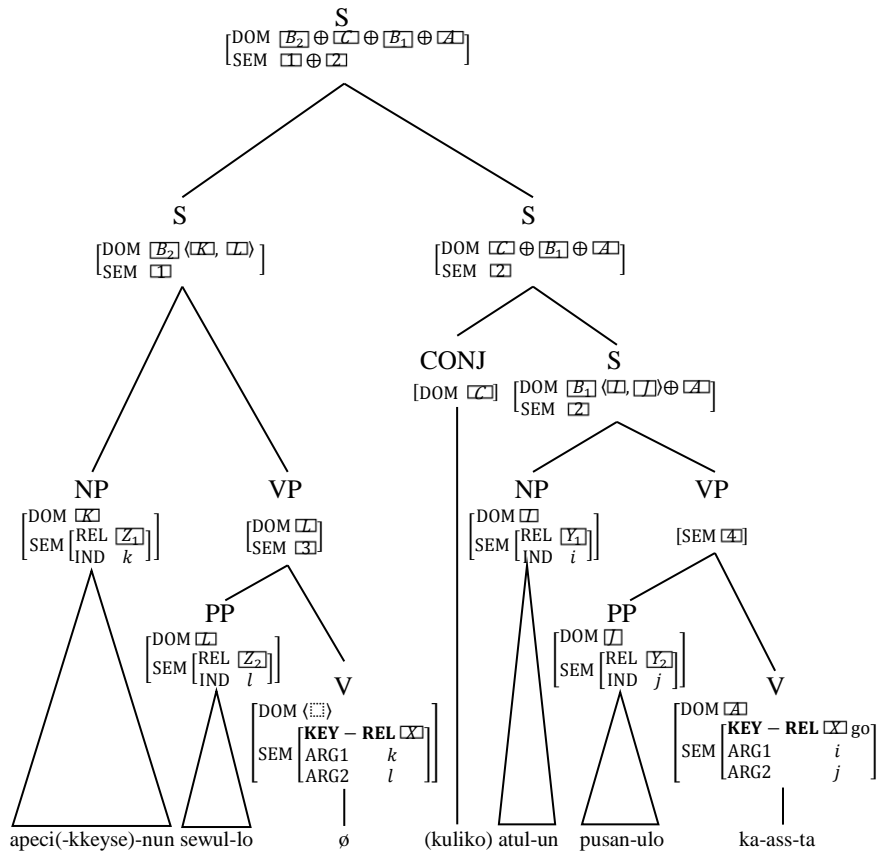 S
[DOM B₂ ⊕ C ⊕ B₁ ⊕ A
SEM 1 ⊕ 2]
S S
[DOM B₂ ⟨K, L⟩
SEM 1]
[DOM C ⊕ B₁ ⊕ A
SEM 2]
CONJ S
[DOM C]
[DOM B₁ ⟨I, J⟩ ⊕ A
SEM 2]
NP VP NP VP
[DOM K
SEM [REL Z₁
IND k]]
[DOM L
SEM 3]
[DOM I
SEM [REL Y₁
IND i]]
[SEM 4]
PP PP
[DOM L
SEM [REL Z₂
IND l]]
[DOM J
SEM [REL Y₂
IND j]]
V V
[DOM ⟨⬚⟩
SEM [KEY − REL X
ARG1 k
ARG2 l]]
[DOM A
SEM [KEY − REL X go
ARG1 i
ARG2 j]]
apeci(-kkeyse)-nun sewul-lo ø (kuliko) atul-un pusan-ulo ka-ass-ta